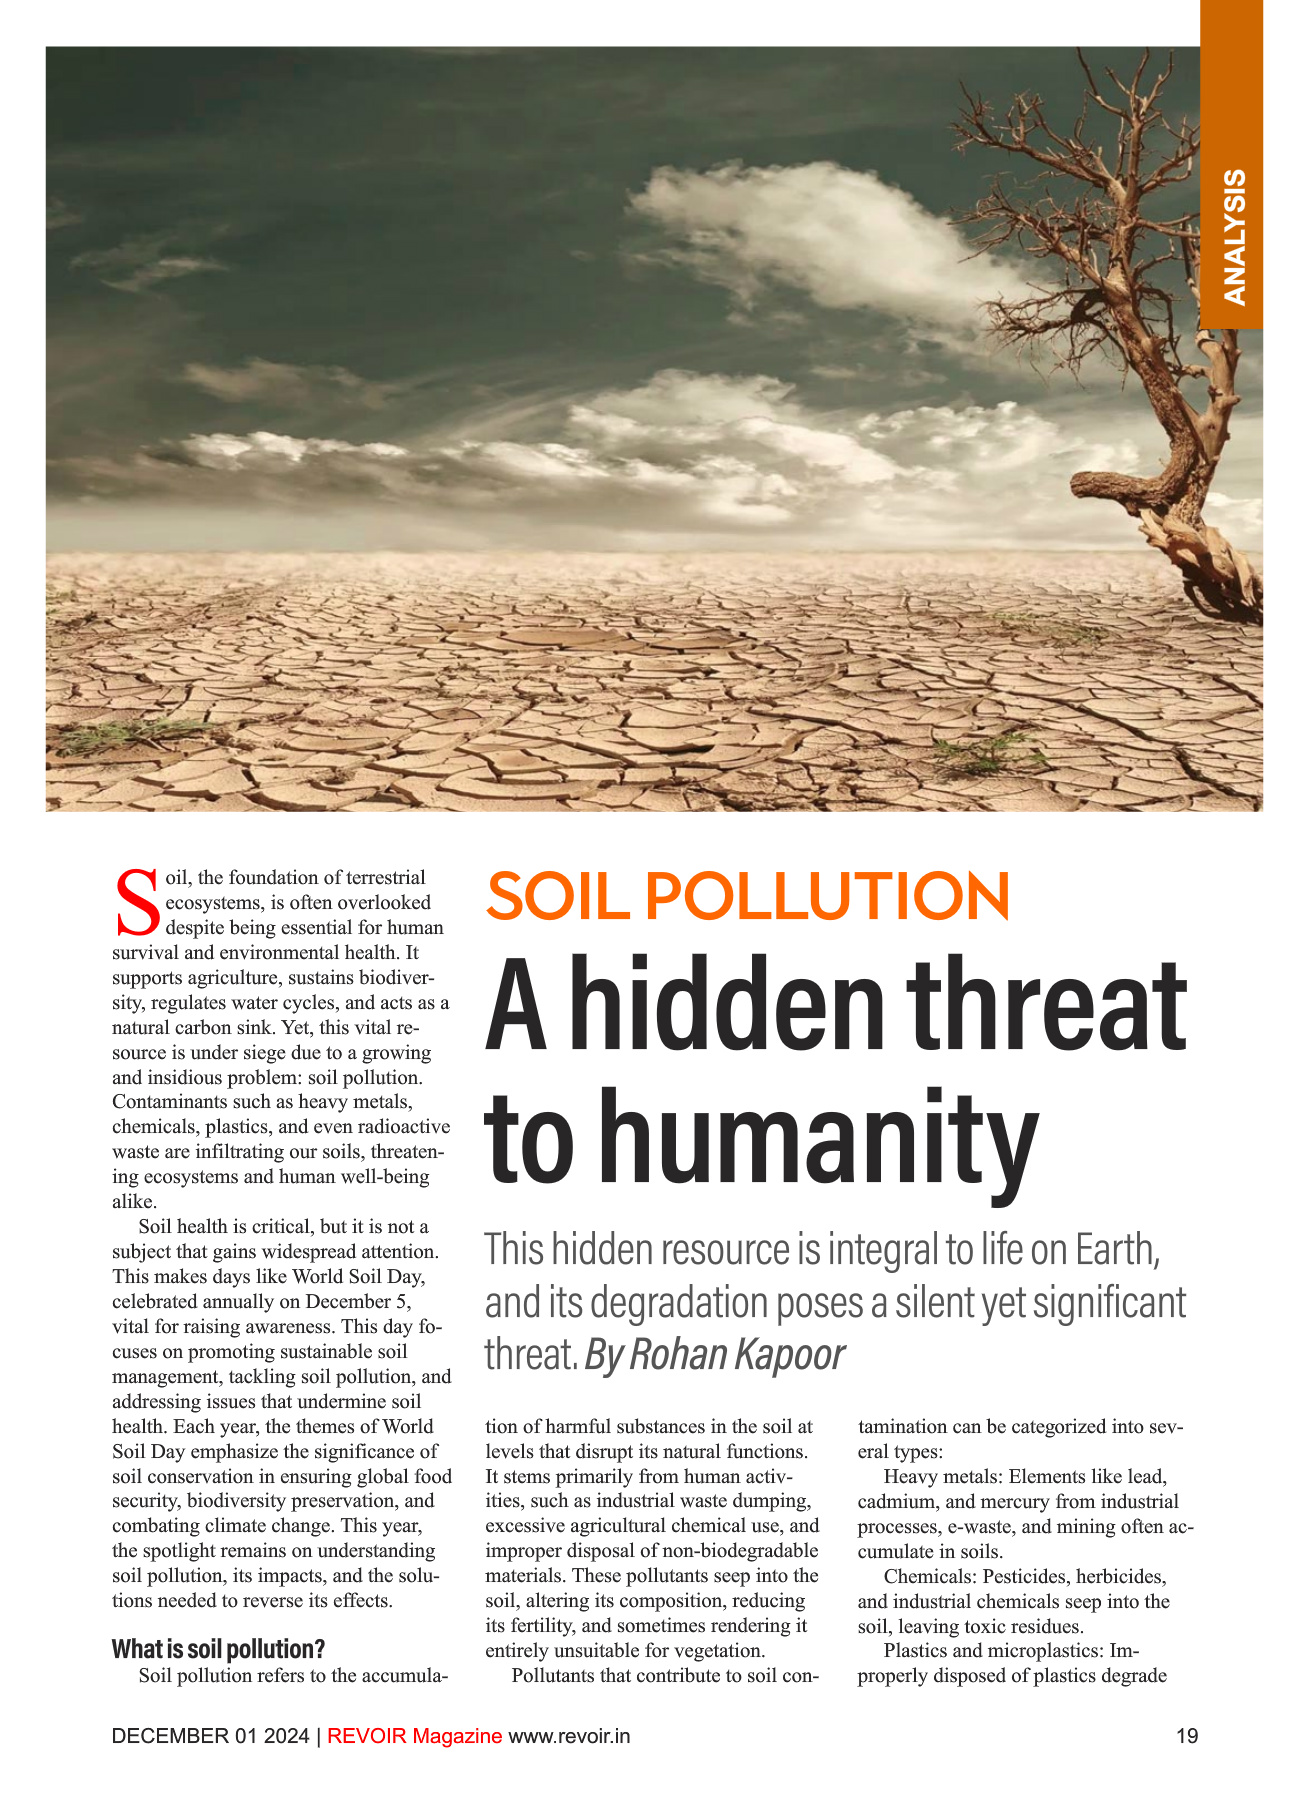 ANALYSIS
SOIL POLLUTION
A hidden threat
to humanity
This hidden resource is integral to life on Earth,
and its degradation poses a silent yet significant
threat. By Rohan Kapoor
Soil, the foundation of terrestrial
ecosystems, is often overlooked
despite being essential for human
survival and environmental health. It
supports agriculture, sustains biodiver-
sity, regulates water cycles, and acts as a
natural carbon sink. Yet, this vital re-
source is under siege due to a growing
and insidious problem: soil pollution.
Contaminants such as heavy metals,
chemicals, plastics, and even radioactive
waste are infiltrating our soils, threaten-
ing ecosystems and human well-being
alike.
Soil health is critical, but it is not a
subject that gains widespread attention.
This makes days like World Soil Day,
celebrated annually on December 5,
vital for raising awareness. This day fo-
cuses on promoting sustainable soil
management, tackling soil pollution, and
addressing issues that undermine soil
health. Each year, the themes of World
Soil Day emphasize the significance of
soil conservation in ensuring global food
security, biodiversity preservation, and
combating climate change. This year,
the spotlight remains on understanding
soil pollution, its impacts, and the solu-
tions needed to reverse its effects.
What is soil pollution?
Soil pollution refers to the accumula-
tion of harmful substances in the soil at
levels that disrupt its natural functions.
It stems primarily from human activ-
ities, such as industrial waste dumping,
excessive agricultural chemical use, and
improper disposal of non-biodegradable
materials. These pollutants seep into the
soil, altering its composition, reducing
its fertility, and sometimes rendering it
entirely unsuitable for vegetation.
Pollutants that contribute to soil con-
tamination can be categorized into sev-
eral types:
Heavy metals: Elements like lead,
cadmium, and mercury from industrial
processes, e-waste, and mining often ac-
cumulate in soils.
Chemicals: Pesticides, herbicides,
and industrial chemicals seep into the
soil, leaving toxic residues.
Plastics and microplastics: Im-
properly disposed of plastics degrade
DECEMBER 01 2024 | REVOIR Magazine www.revoir.in
19